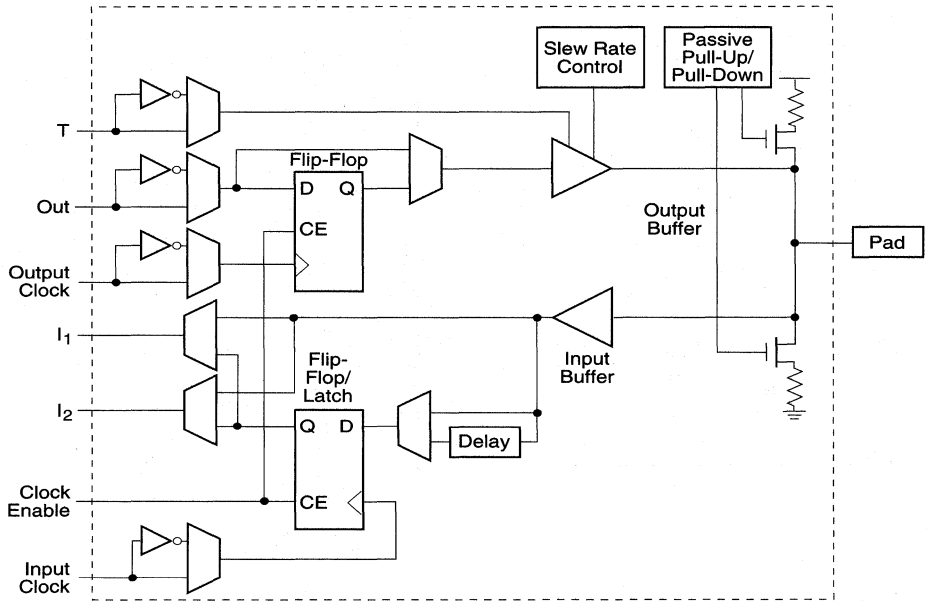 Slew Rate
Control
Passive
Pull-Up/
Pull-Down
T
Flip-Flop
D Q
Out
CE
Output
Buffer
Pad
Output
Clock
I1
Flip-
Flop/
Latch
Input
Buffer
I2
Q D
Delay
Clock
Enable
CE
Input
Clock